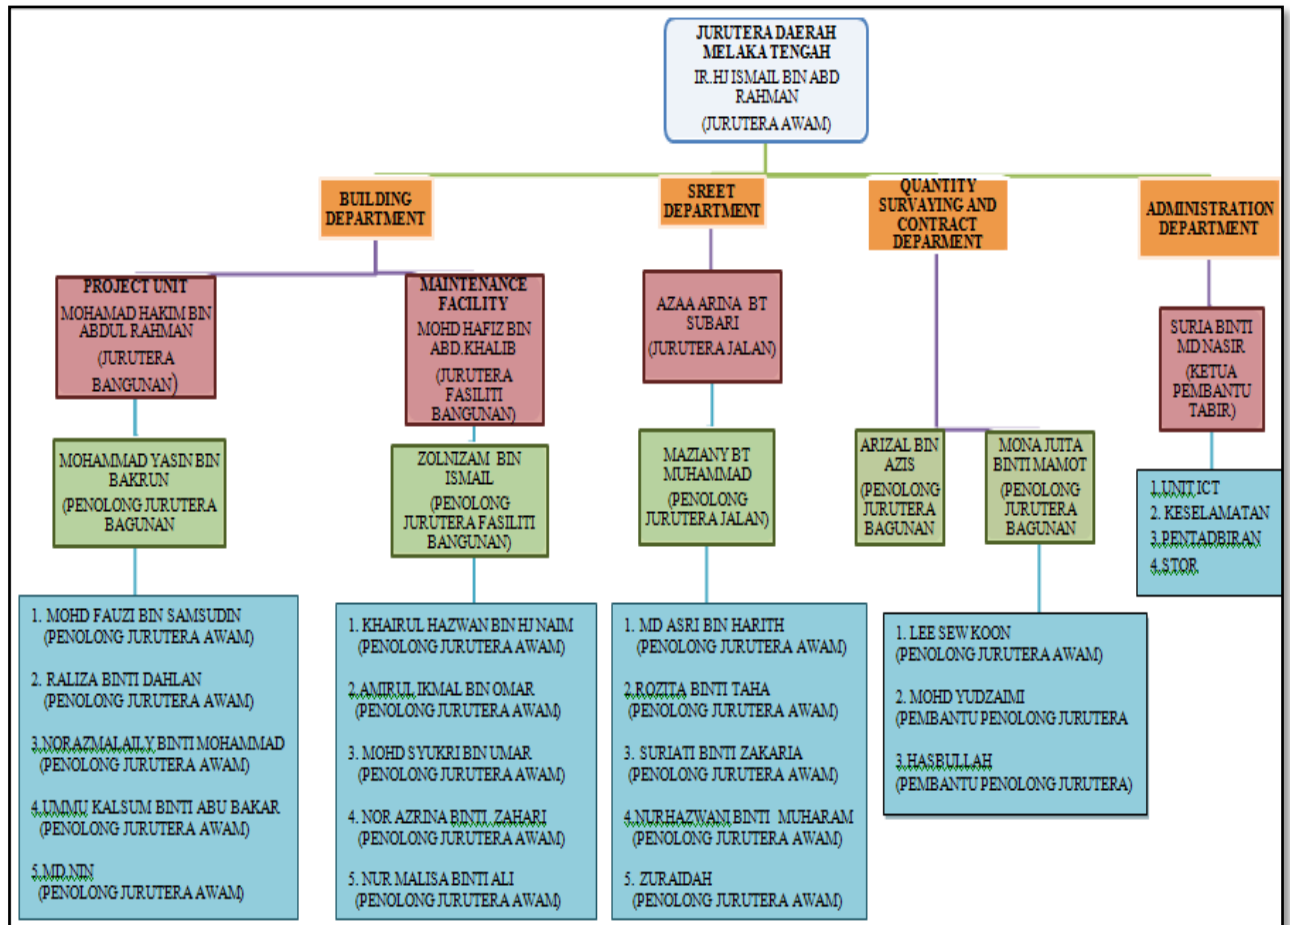 JURUTERA DAERAH
MELAKA TENGAH
IR.HJ ISMAIL BIN ABD
RAHMAN
(JURUTERA AWAM)
BUILDING
DEPARTMENT
SREET
DEPARTMENT
QUANTITY
SURVAYING AND
CONTRACT
DEPARMENT
ADMINISTRATION
DEPARTMENT
PROJECT UNIT
MOHAMAD HAKIM BIN
ABDUL RAHMAN
(JURUTERA
BANGUNAN)
MAINTENANCE
FACILITY
MOHD HAFIZ BIN
ABD.KHALIB
(JURUTERA
FASILITI
BANGUNAN)
AZAA ARINA BT
SUBARI
(JURUTERA JALAN)
SURIA BINTI
MD NASIR
(KETUA
PEMBANTU
TABIR)
MOHAMMAD YASIN BIN
BAKRUN
(PENOLONG JURUTERA
BAGUNAN
ZOLNIZAM BIN
ISMAIL
(PENOLONG
JURUTERA FASILITI
BANGUNAN)
MAZIANY BT
MUHAMMAD
(PENOLONG
JURUTERA JALAN)
ARIZAL BIN
AZIS
(PENOLONG
JURUTERA
BAGUNAN
MONA JUITA
BINTI MAMOT
(PENOLONG
JURUTERA
BAGUNAN
1.UNIT ICT
2. KESELAMATAN
3.PENTADBIRAN
4.STOR
1. MOHD FAUZI BIN SAMSUDIN
(PENOLONG JURUTERA AWAM)
2. RALIZA BINTI DAHLAN
(PENOLONG JURUTERA AWAM)
3.NORAZMALAILY BINTI MOHAMMAD
(PENOLONG JURUTERA AWAM)
4.UMMU KALSUM BINTI ABU BAKAR
(PENOLONG JURUTERA AWAM)
5.MD.NIN
(PENOLONG JURUTERA AWAM)
1. KHAIRUL HAZWAN BIN HJ NAIM
(PENOLONG JURUTERA AWAM)
2.AMIRUL IKMAL BIN OMAR
(PENOLONG JURUTERA AWAM)
3. MOHD SYUKRI BIN UMAR
(PENOLONG JURUTERA AWAM)
4. NOR AZRINA BINTI ZAHARI
(PENOLONG JURUTERA AWAM)
5. NUR MALISA BINTI ALI
(PENOLONG JURUTERA AWAM)
1. MD ASRI BIN HARITH
(PENOLONG JURUTERA AWAM)
2.ROZITA BINTI TAHA
(PENOLONG JURUTERA AWAM)
3. SURIATI BINTI ZAKARIA
(PENOLONG JURUTERA AWAM)
4.NURHAZWANI BINTI MUHARAM
(PENOLONG JURUTERA AWAM)
5. ZURAIDAH
(PENOLONG JURUTERA AWAM)
1. LEE SEW KOON
(PENOLONG JURUTERA AWAM)
2. MOHD YUDZAIMI
(PEMBANTU PENOLONG JURUTERA
3.HASBULLAH
(PEMBANTU PENOLONG JURUTERA)